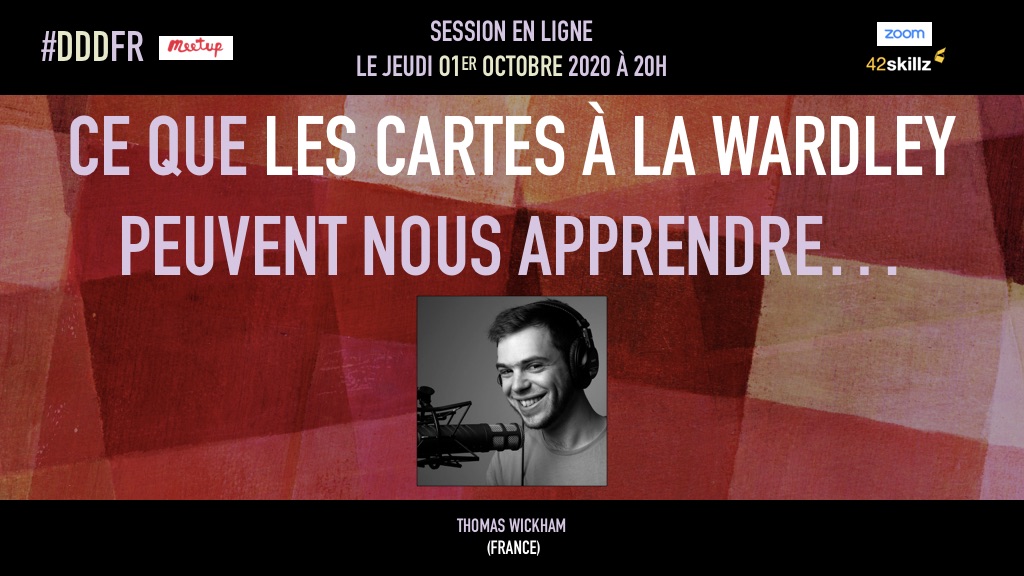 #DDDFR
meetup
SESSION EN LIGNE
LE JEUDI 01ER OCTOBRE 2020 À 20H
zoom
42skillz
CE QUE LES CARTES À LA WARDLEY
PEUVENT NOUS APPRENDRE...
THOMAS WICKHAM
(FRANCE)